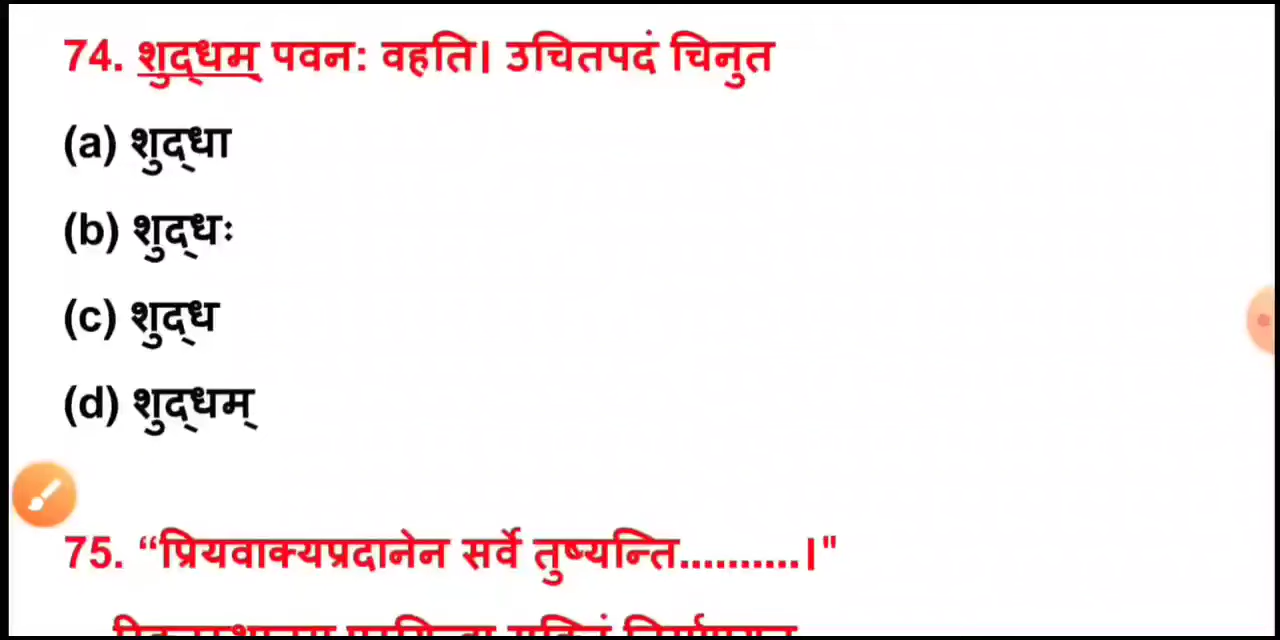 74. शुद्धम् पवन: वहति। उचितपदं चिनुत
(a) शुद्धा
(b) शुद्धः
(c) शुद्ध
(d) शुद्धम्
75. “प्रियवाक्यप्रदानेन सर्वे तुष्यन्ति..........।"